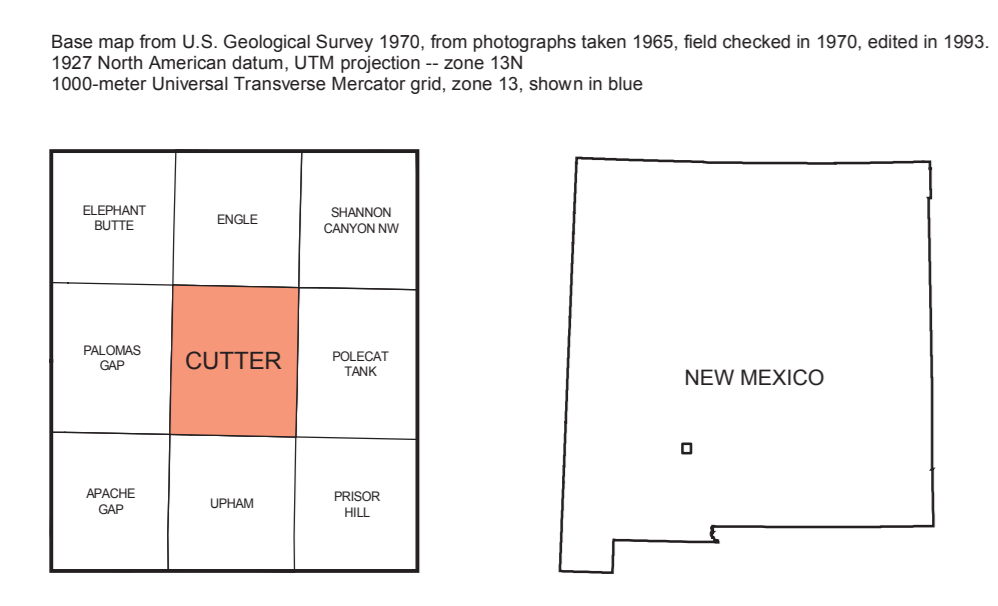 Base map from U.S. Geological Survey 1970, from photographs taken 1965, field checked in 1970, edited in 1993.
1927 North American datum, UTM projection -- zone 13N
1000-meter Universal Transverse Mercator grid, zone 13, shown in blue
ELEPHANT
BUTTE
ENGLE
SHANNON
CANYON NW
PALOMAS
GAP
CUTTER
POLECAT
TANK
APACHE
GAP
UPHAM
PRISOR
HILL
NEW MEXICO